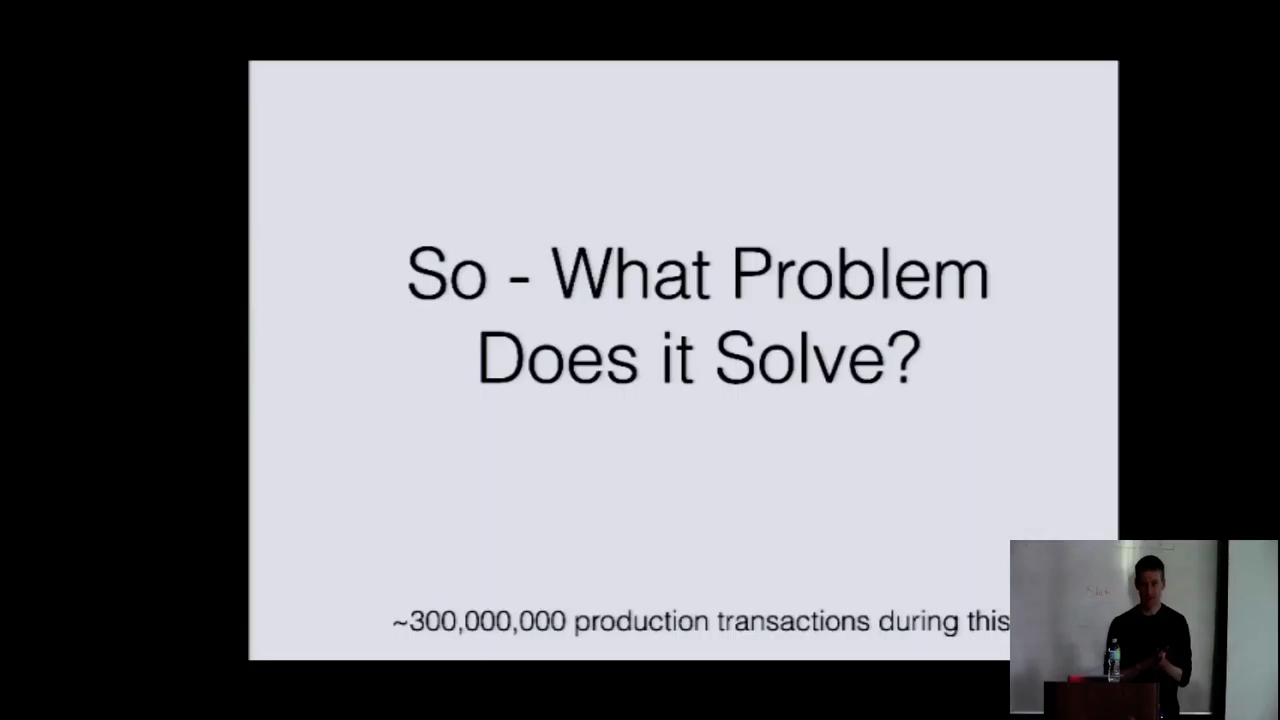 So - What Problem
Does it Solve?
~300,000,000 production transactions during this